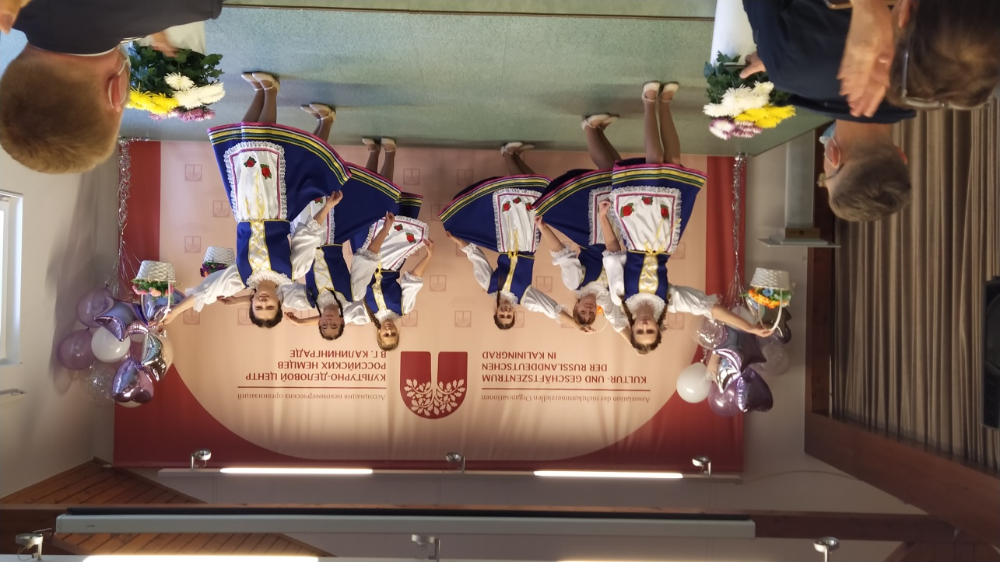 Ассоциация некоммерческих организаций
КУЛЬТУРНО-ДЕЛОВОЙ ЦЕНТР
РОССИЙСКИХ НЕМЦЕВ
В Г. КАЛИНИНГРАДЕ
Assoziation der nichtkommerziellen Organisationen
KULTUR- UND GESCHÄFTSZENTRUM
DER RUSSLANDDEUTSCHEN
IN KALININGRAD